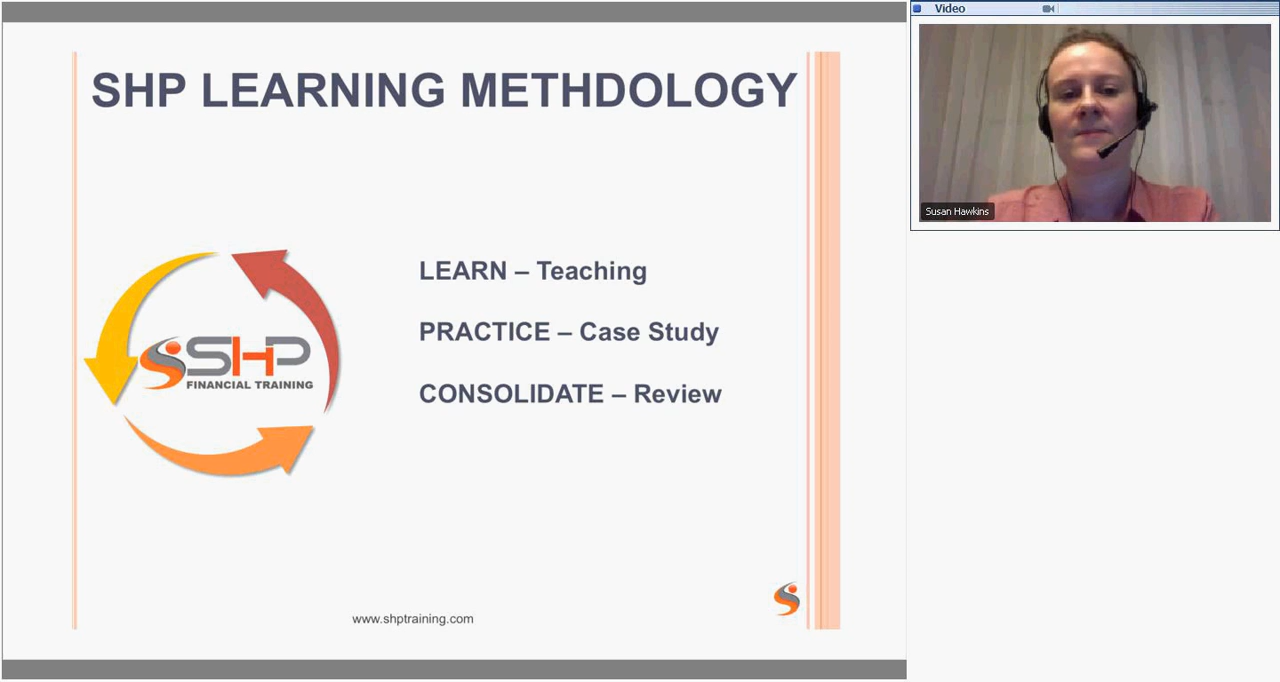 SHP LEARNING METHDOLOGY
LEARN – Teaching
PRACTICE – Case Study
CONSOLIDATE – Review
SHP
FINANCIAL TRAINING
www.shptraining.com
Video
Susan Hawkins